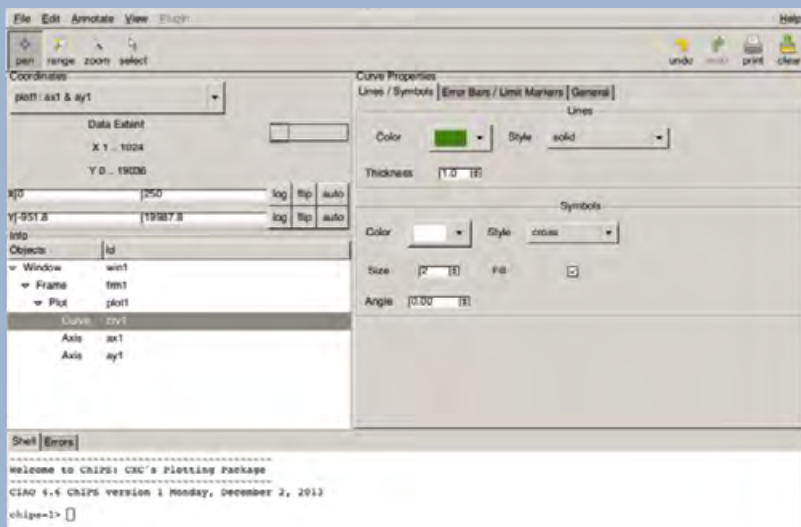 File Edit Annotate View Plugin Help
pan range zoom select undo redo print clear
Coordinates
plot1: ax1 & ay1
Data Extent
X 1 .. 1024
Y 0 .. 19036
X 0 250 log flip auto
Y -951.8 19987.8 log flip auto
Info
Objects Id
Window win1
Frame frm1
Plot plot1
Curve crv1
Axis ax1
Axis ay1
Curve Properties
Lines / Symbols Error Bars / Limit Markers General
Lines
Color Style solid
Thickness 1.0
Symbols
Color Style cross
Size 2 Fill
Angle 0.00
Shell Errors
-----------------------------------------
Welcome to ChIPS: CXC's Plotting Package
-----------------------------------------
CIAO 4.6 ChIPS version 1 Monday, December 2, 2013
chips-1>